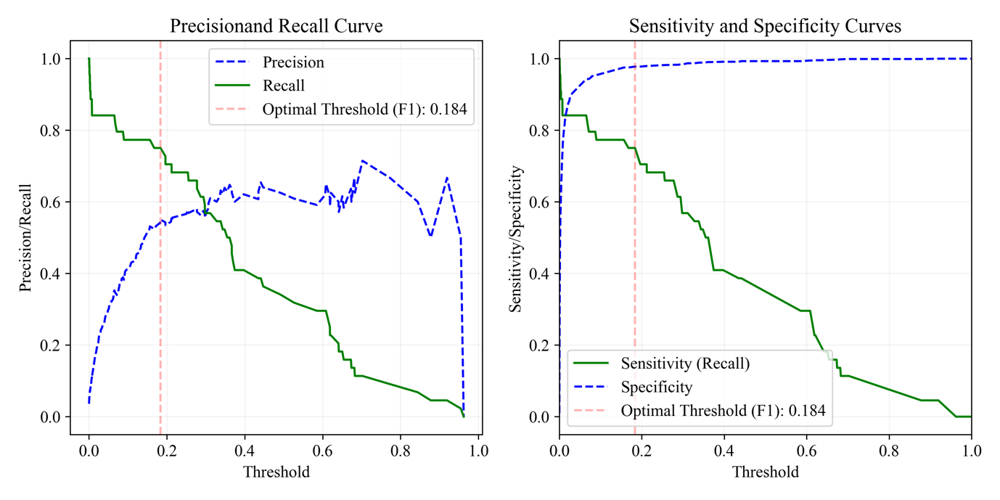 Precisionand Recall Curve
Precision/Recall
1.0
0.8
0.6
0.4
0.2
0.0
Precision
Recall
Optimal Threshold (F1): 0.184
0.0 0.2 0.4 0.6 0.8 1.0
Threshold
Sensitivity and Specificity Curves
Sensitivity/Specificity
1.0
0.8
0.6
0.4
0.2
0.0
Sensitivity (Recall)
Specificity
Optimal Threshold (F1): 0.184
0.0 0.2 0.4 0.6 0.8 1.0
Threshold